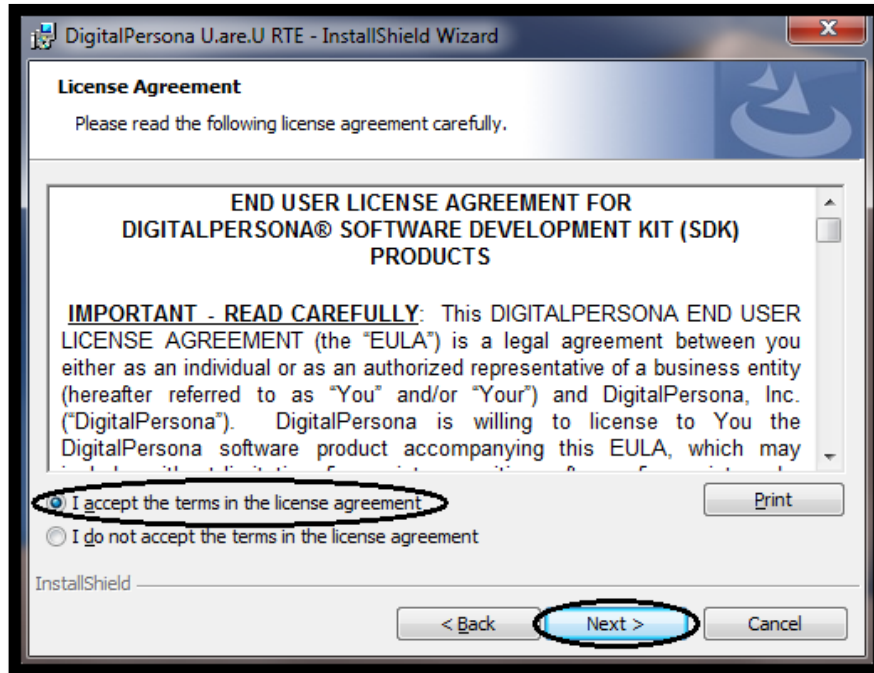 DigitalPersona U.are.U RTE - InstallShield Wizard
License Agreement
Please read the following license agreement carefully.
END USER LICENSE AGREEMENT FOR
DIGITALPERSONA® SOFTWARE DEVELOPMENT KIT (SDK)
PRODUCTS
IMPORTANT - READ CAREFULLY: This DIGITALPERSONA END USER
LICENSE AGREEMENT (the “EULA”) is a legal agreement between you
either as an individual or as an authorized representative of a business entity
(hereafter referred to as “You” and/or “Your”) and DigitalPersona, Inc.
(“DigitalPersona”). DigitalPersona is willing to license to You the
DigitalPersona software product accompanying this EULA, which may
I accept the terms in the license agreement
Print
I do not accept the terms in the license agreement
InstallShield
< Back Next > Cancel